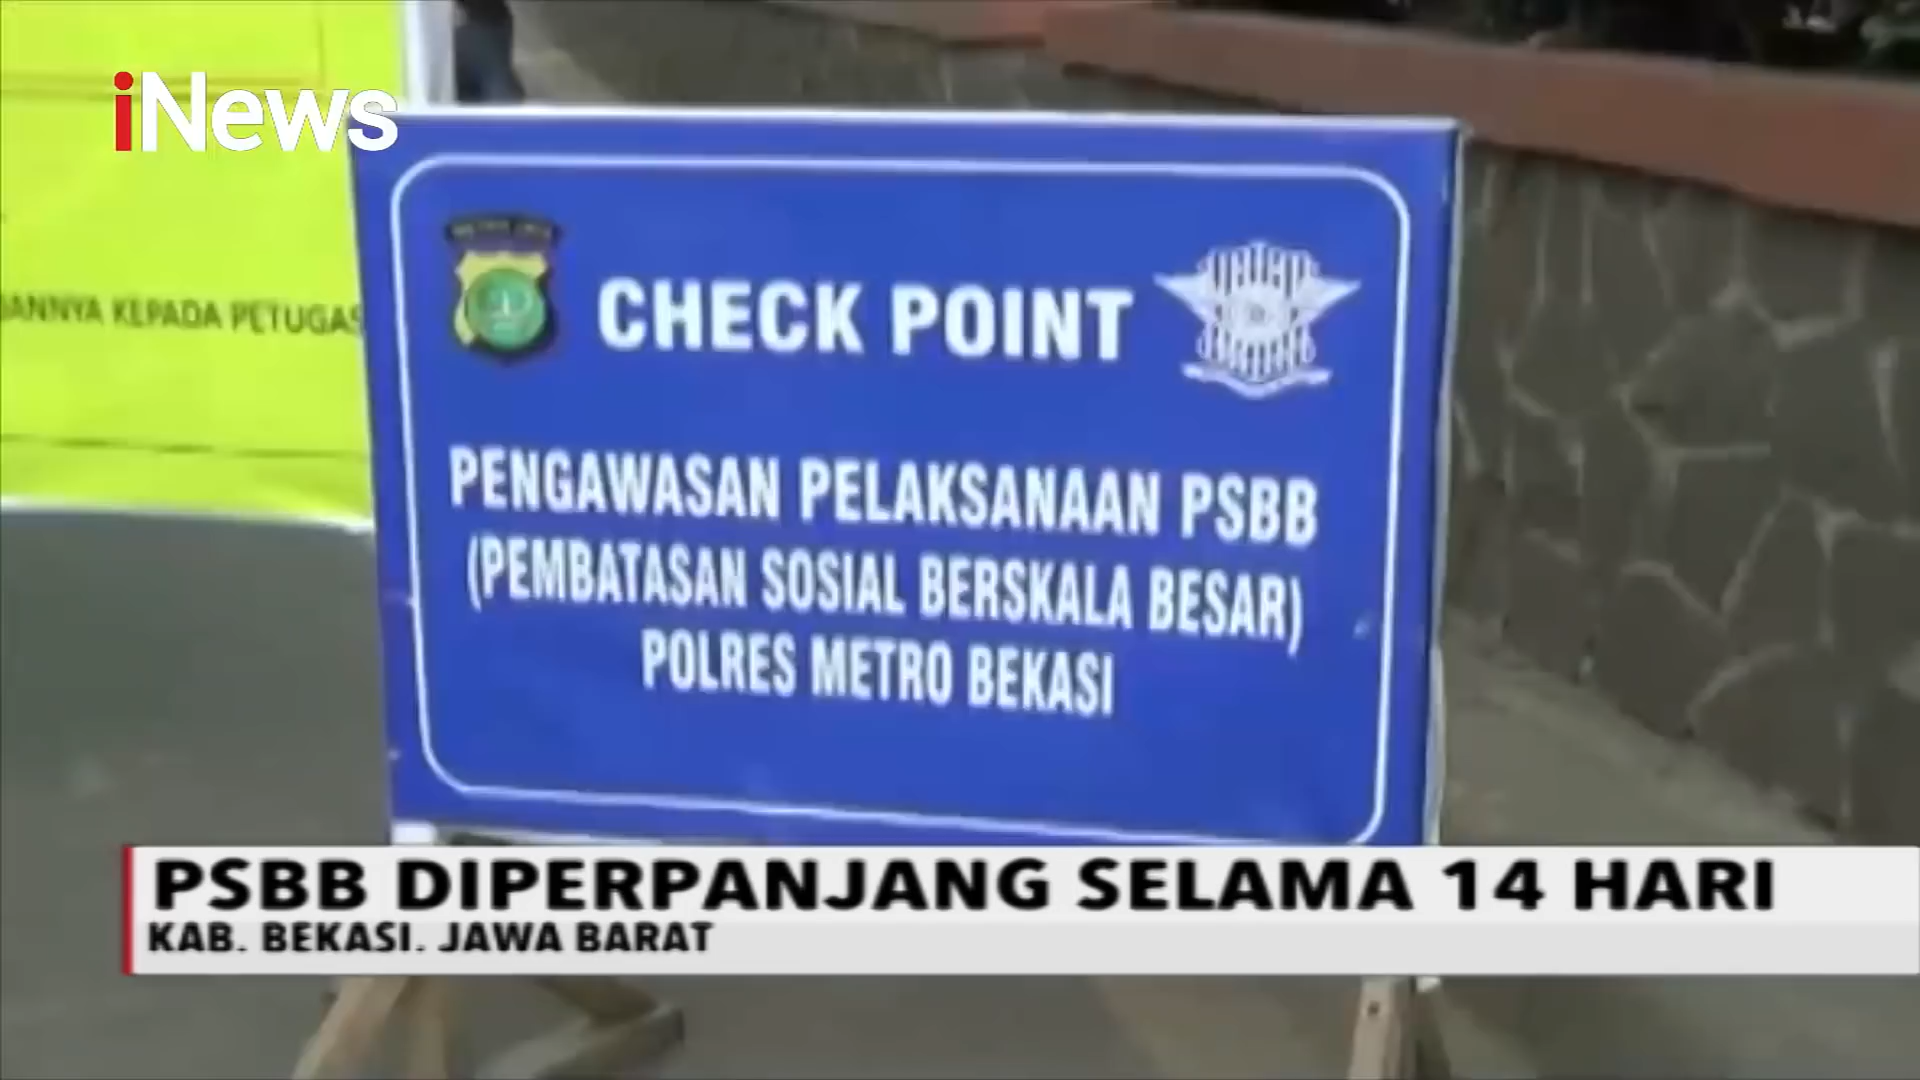 iNews
ANNYA KEPADA PETUGAS
CHECK POINT
PENGAWASAN PELAKSANAAN PSBB
(PEMBATASAN SOSIAL BERSKALA BESAR)
POLRES METRO BEKASI
PSBB DIPERPANJANG SELAMA 14 HARI
KAB. BEKASI, JAWA BARAT